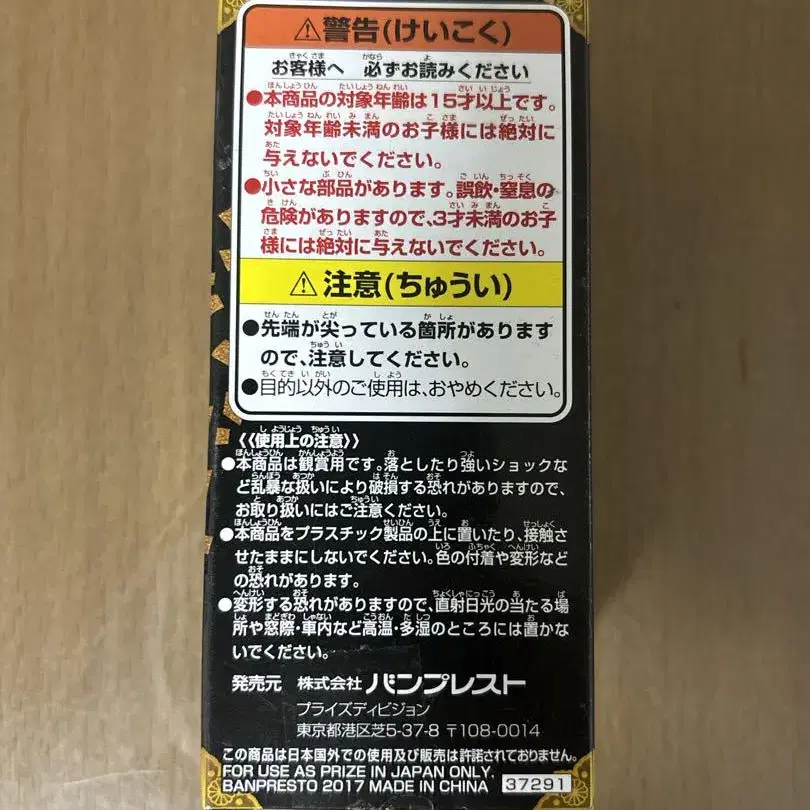 ⚠警告(けいこく)
お客様へ 必ずお読みください
●本商品の対象年齢は15才以上です。
対象年齢未満のお子様には絶対に
与えないでください。
●小さな部品があります。誤飲・窒息の
危険がありますので、3才未満のお子
様には絶対に与えないでください。
⚠注意(ちゅうい)
●先端が尖っている箇所があります
ので、注意してください。
●目的以外のご使用は、おやめください。
《使用上の注意》
●本商品は観賞用です。落としたり強いショックな
ど乱暴な扱いにより破損する恐れがありますので、
お取り扱いにはご注意ください。
●本商品をプラスチック製品の上に置いたり、接触さ
せたままにしないでください。色の付着や変形など
の恐れがあります。
●変形する恐れがありますので、直射日光の当たる場
所や窓際・車内など高温・多湿のところには置かな
いでください。
発売元 株式会社 バンプレスト
プライズディビジョン
東京都港区芝5-37-8 〒108-0014
この商品は日本国外での使用及び販売は許諾されておりません。
FOR USE AS PRIZE IN JAPAN ONLY.
BANPRESTO 2017 MADE IN CHINA 37291